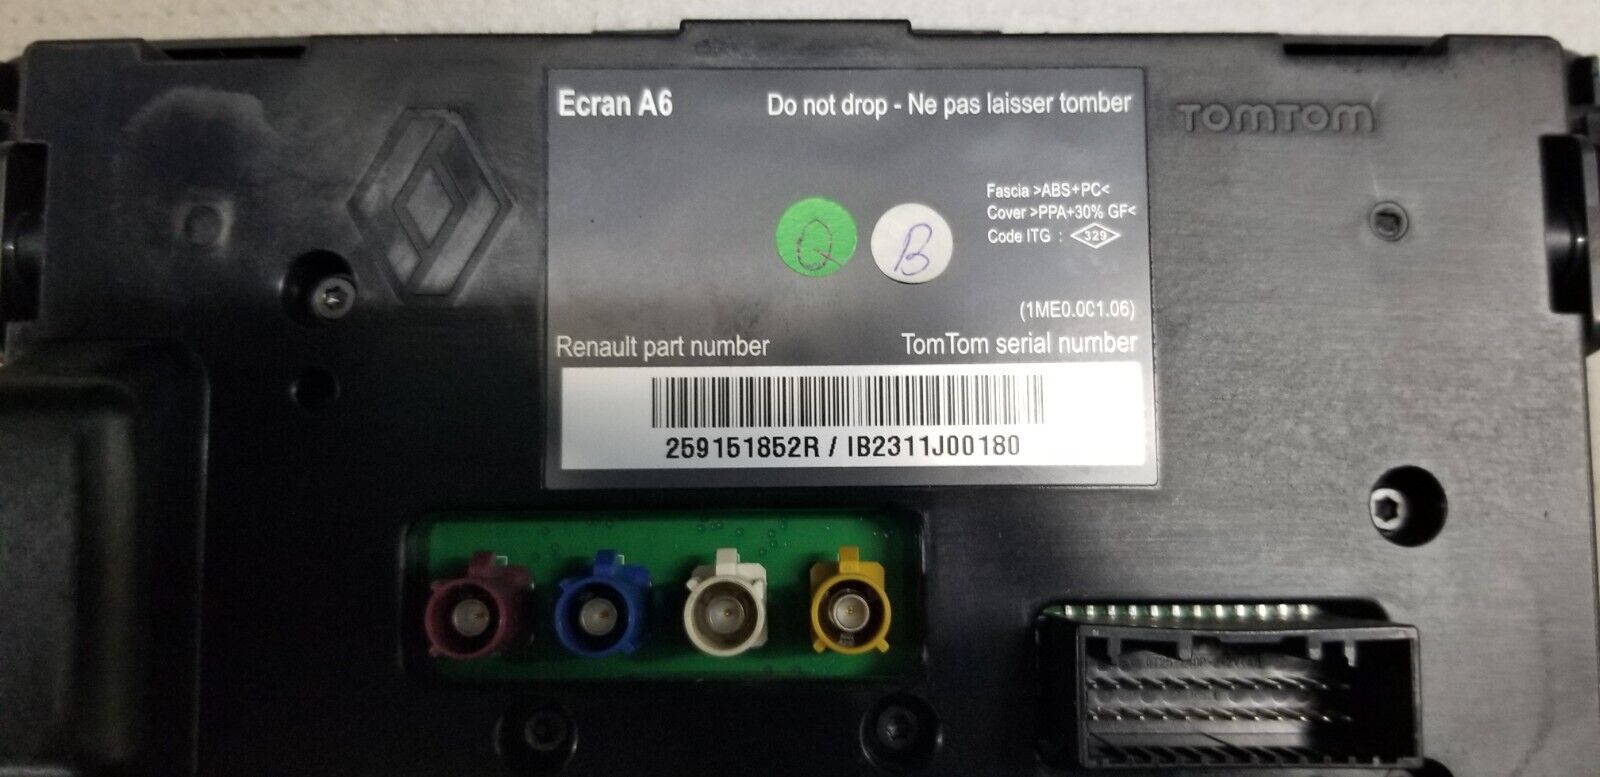 Ecran A6
Do not drop - Ne pas laisser tomber
TOMTOM
Fascia >ABS+PC<
Cover >PPA+30% GF<
Code ITG : 329
Q
B
(1ME0.001.06)
Renault part number
TomTom serial number
259151852R / IB2311J00180